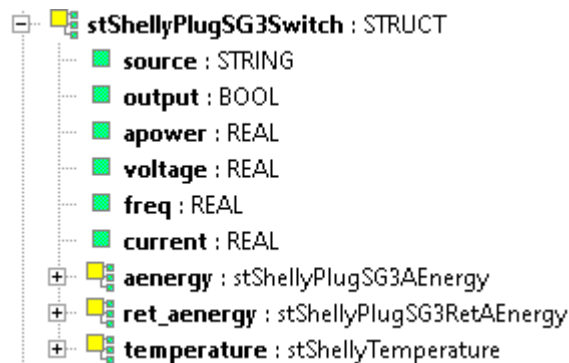 stShellyPlugSG3Switch : STRUCT
source : STRING
output : BOOL
apower : REAL
voltage : REAL
freq : REAL
current : REAL
aenergy : stShellyPlugSG3AEnergy
ret_aenergy : stShellyPlugSG3RetAEnergy
temperature : stShellyTemperature